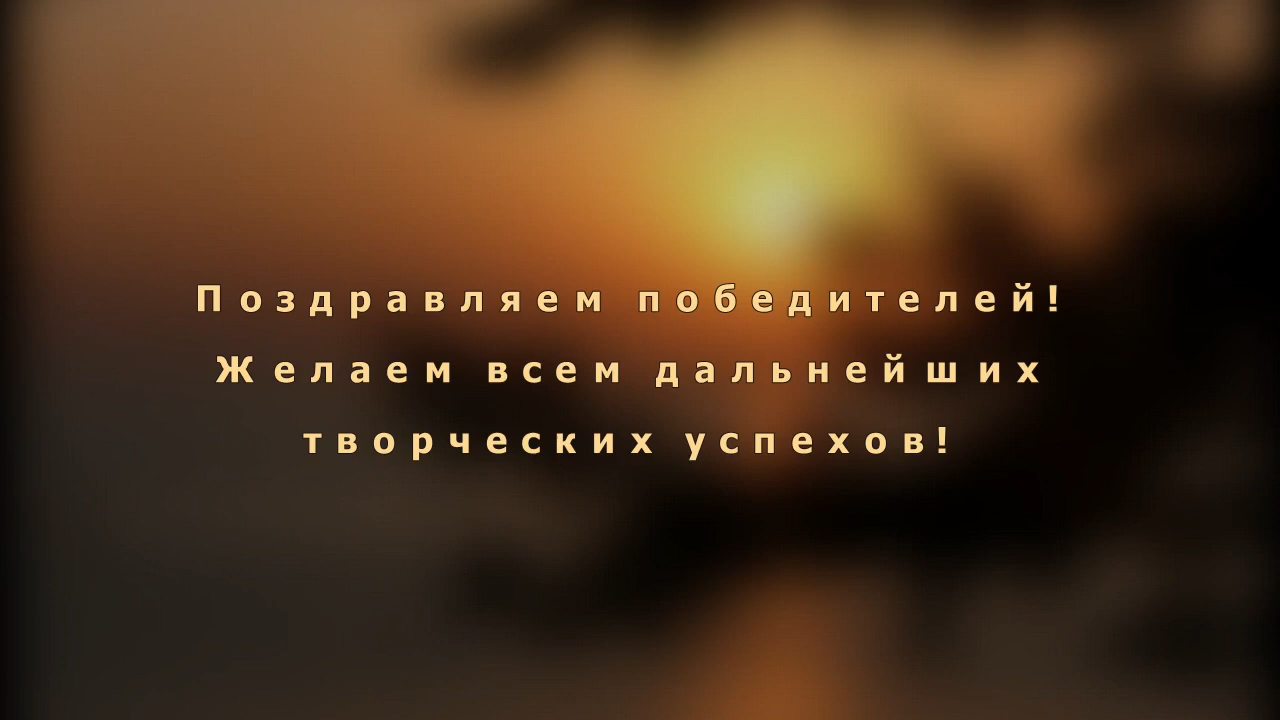 Поздравляем победителей!
Желаем всем дальнейших
творческих успехов!